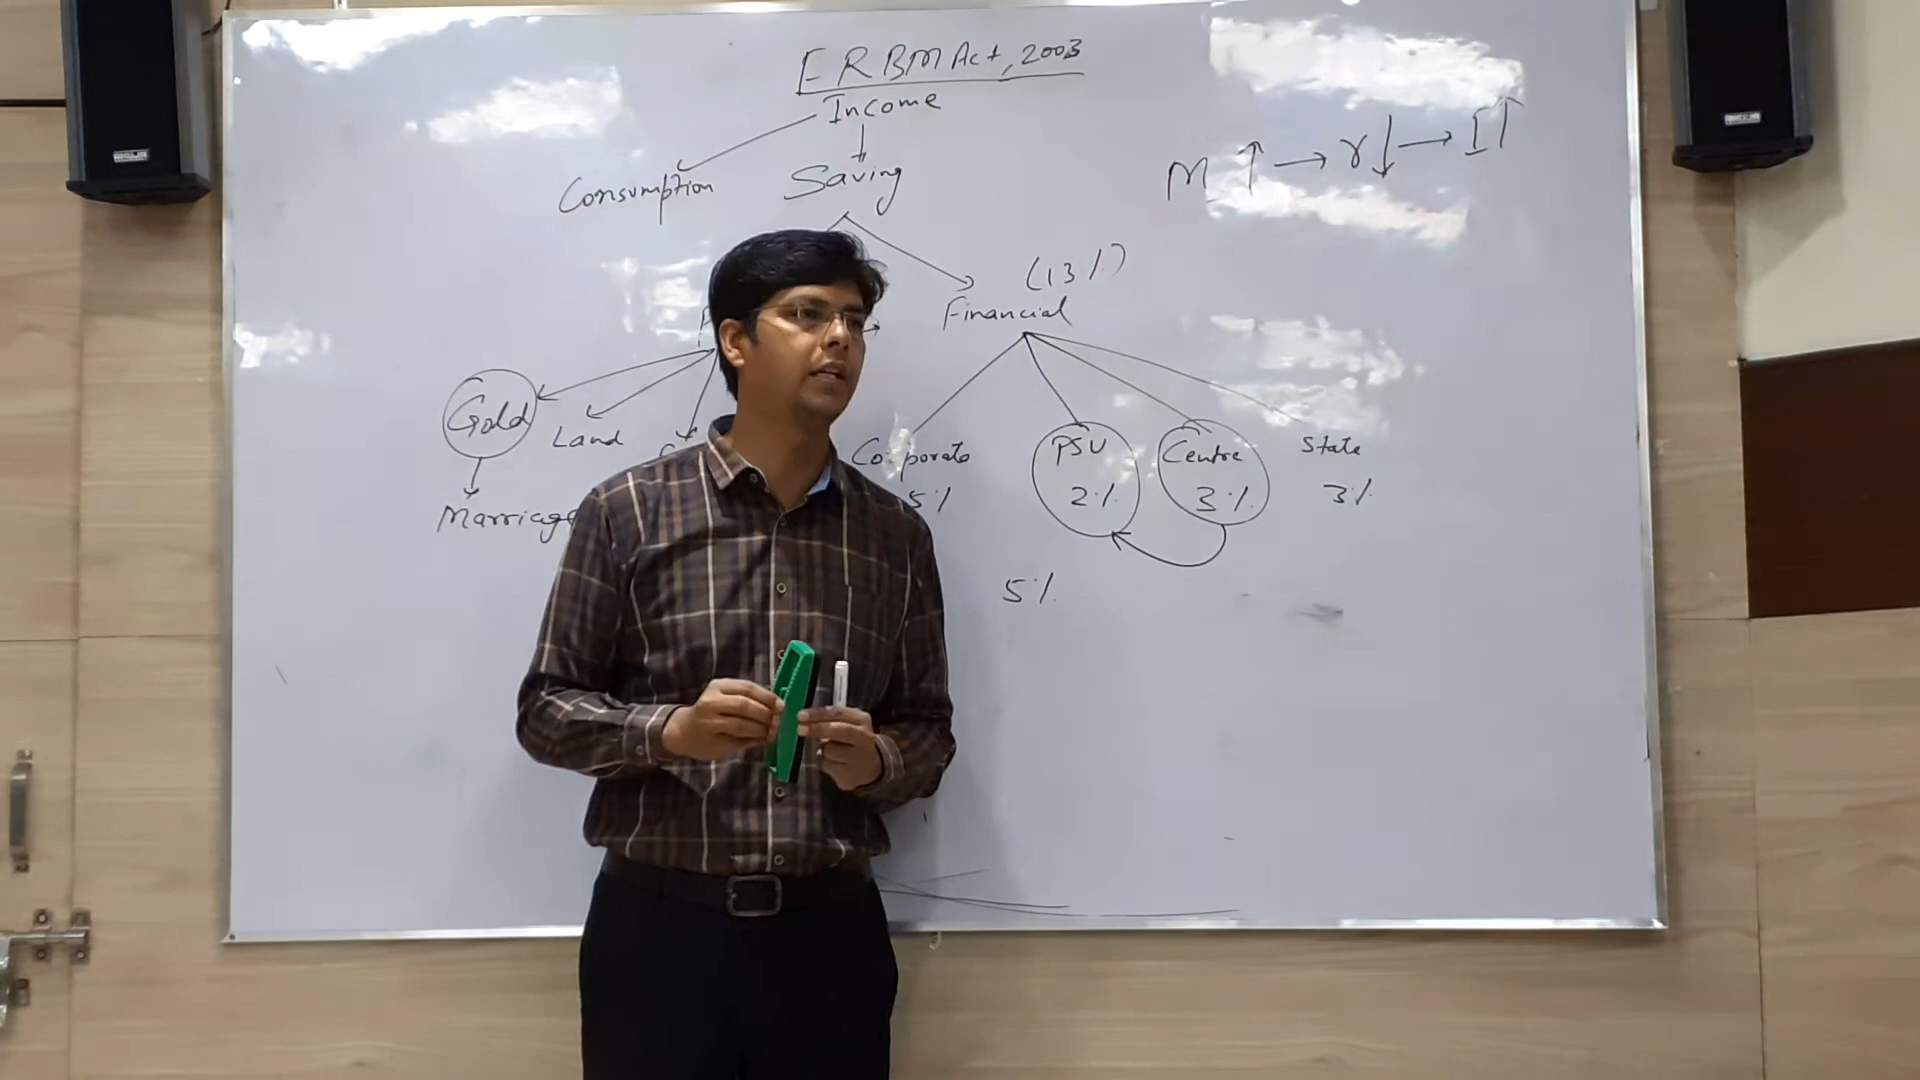 FRBM Act, 2003
Income
M ↑ → r ↓ → I ↑
Consumption
Saving
(13%)
Financial
Gold
Land
Corporate
PSU
Centre
State
5%
2%
3%
3%
Marriage
5%